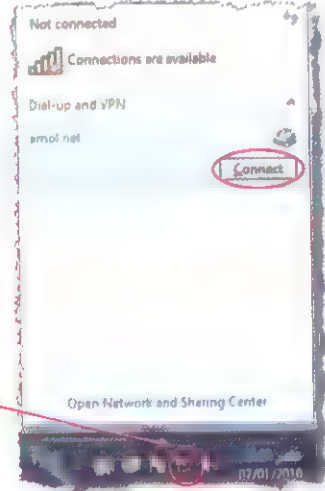 Not connected
Connections are available
Dial-up and VPN
amol net
Connect
Open Network and Sharing Center
07/01/2016